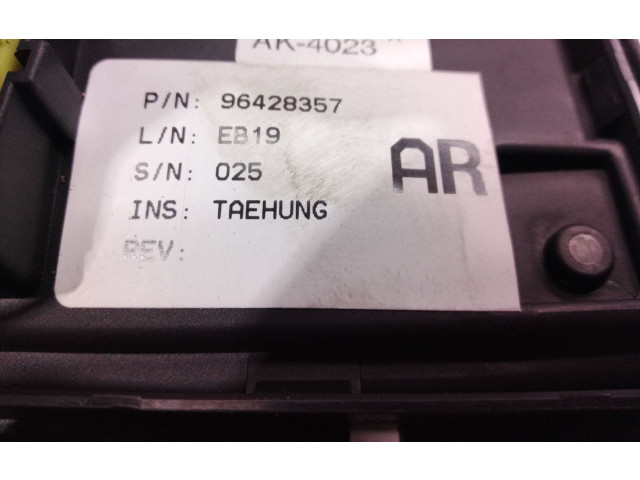 AK-4023
P/N: 96428357
L/N: EB19
S/N: 025
AR
INS: TAEHUNG
REV: